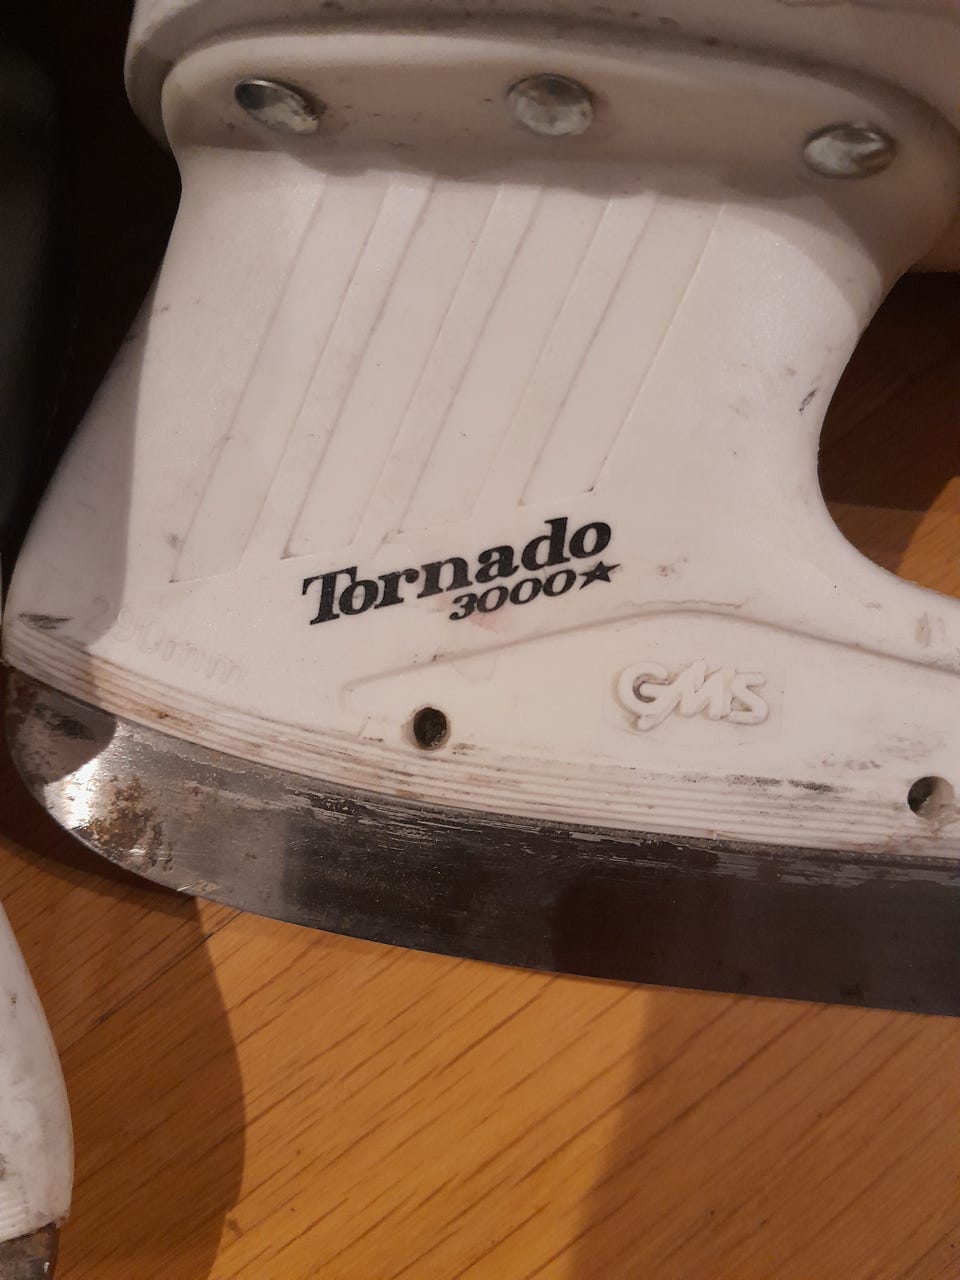 Tornado
3000★
GMS